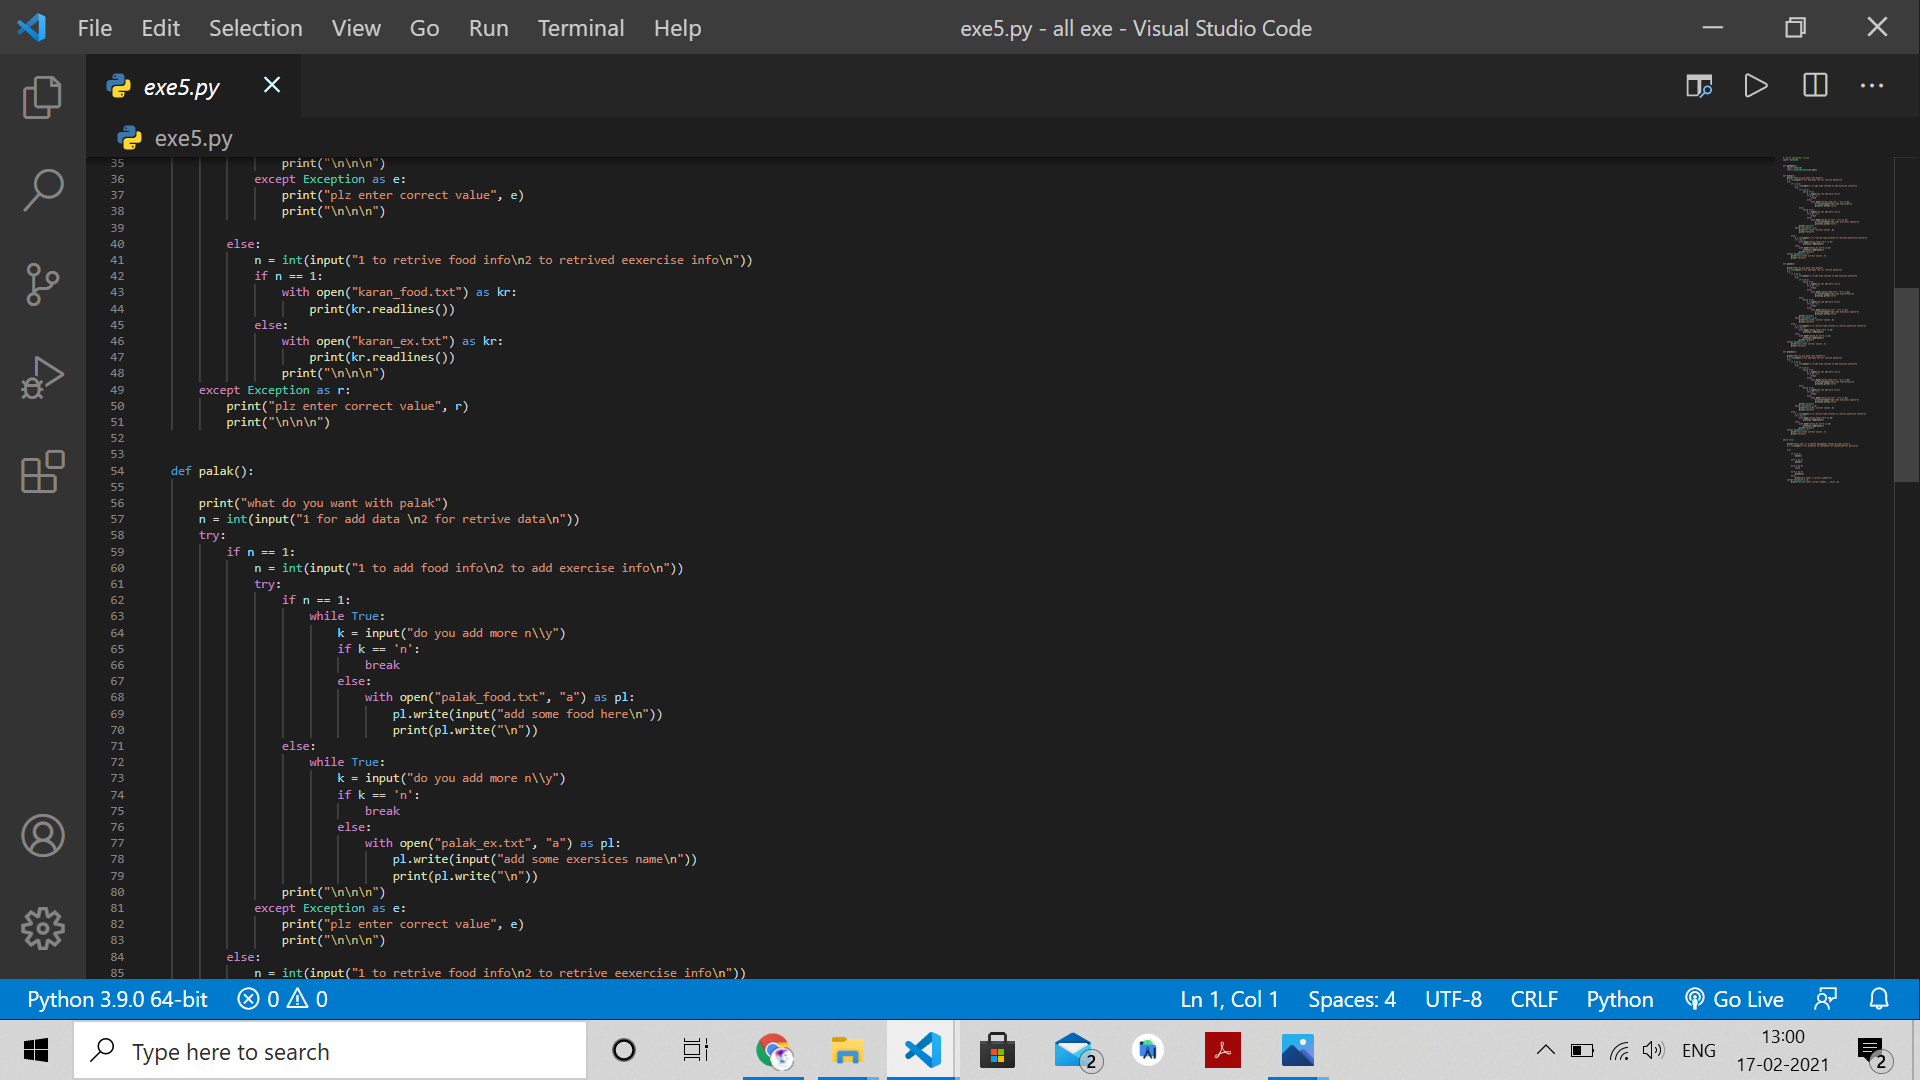 File Edit Selection View Go Run Terminal Help exe5.py - all exe - Visual Studio Code
exe5.py
exe5.py
35 print("\n\n\n")
36 except Exception as e:
37 print("plz enter correct value", e)
38 print("\n\n\n")
39
40 else:
41 n = int(input("1 to retrive food info\n2 to retrived eexercise info\n"))
42 if n == 1:
43 with open("karan_food.txt") as kr:
44 print(kr.readlines())
45 else:
46 with open("karan_ex.txt") as kr:
47 print(kr.readlines())
48 print("\n\n\n")
49 except Exception as r:
50 print("plz enter correct value", r)
51 print("\n\n\n")
52
53
54 def palak():
55
56 print("what do you want with palak")
57 n = int(input("1 for add data \n2 for retrive data\n"))
58 try:
59 if n == 1:
60 n = int(input("1 to add food info\n2 to add exercise info\n"))
61 try:
62 if n == 1:
63 while True:
64 k = input("do you add more n\\y")
65 if k == 'n':
66 break
67 else:
68 with open("palak_food.txt", "a") as pl:
69 pl.write(input("add some food here\n"))
70 print(pl.write("\n"))
71 else:
72 while True:
73 k = input("do you add more n\\y")
74 if k == 'n':
75 break
76 else:
77 with open("palak_ex.txt", "a") as pl:
78 pl.write(input("add some exersices name\n"))
79 print(pl.write("\n"))
80 print("\n\n\n")
81 except Exception as e:
82 print("plz enter correct value", e)
83 print("\n\n\n")
84 else:
85 n = int(input("1 to retrive food info\n2 to retrive eexercise info\n"))
Python 3.9.0 64-bit 0 0 Ln 1, Col 1 Spaces: 4 UTF-8 CRLF Python Go Live
Type here to search 2 ENG 13:00 17-02-2021 2